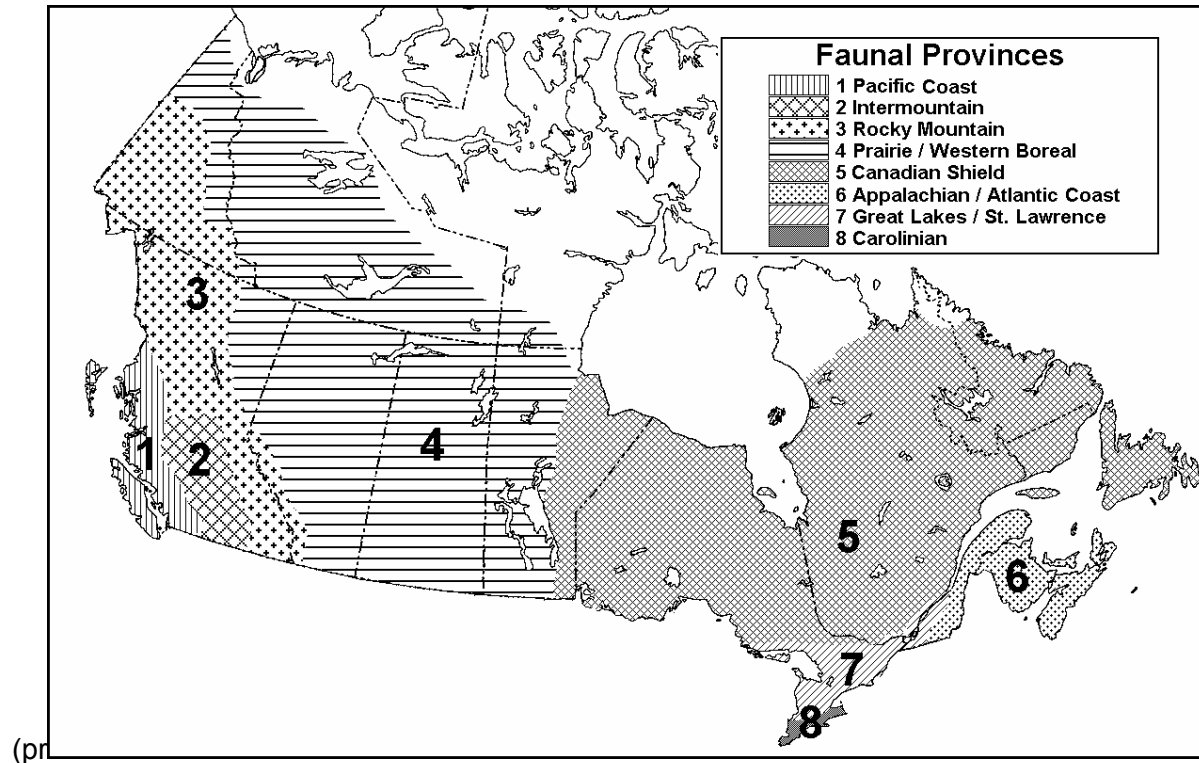 Faunal Provinces
1 Pacific Coast
2 Intermountain
3 Rocky Mountain
4 Prairie / Western Boreal
5 Canadian Shield
6 Appalachian / Atlantic Coast
7 Great Lakes / St. Lawrence
8 Carolinian
3
1
2
4
5
6
7
8
(pr